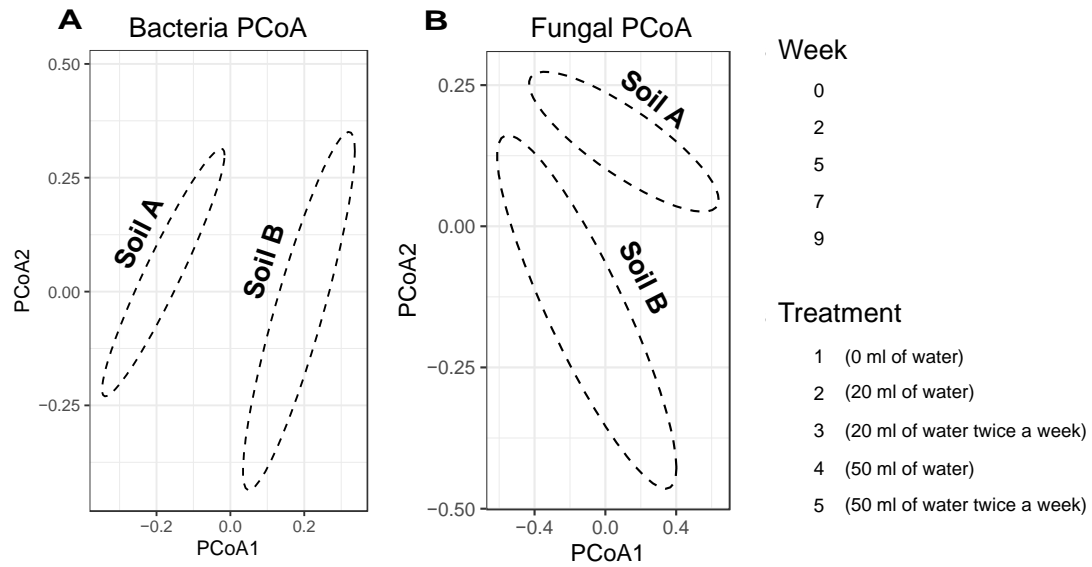 A
Bacteria PCoA
0.50
0.25
0.00
−0.25
PCoA2
Soil A
Soil B
−0.2
0.0
0.2
PCoA1
B
Fungal PCoA
0.25
0.00
−0.25
−0.50
PCoA2
Soil A
Soil B
−0.4
0.0
0.4
PCoA1
Week
0
2
5
7
9
Treatment
1 (0 ml of water)
2 (20 ml of water)
3 (20 ml of water twice a week)
4 (50 ml of water)
5 (50 ml of water twice a week)